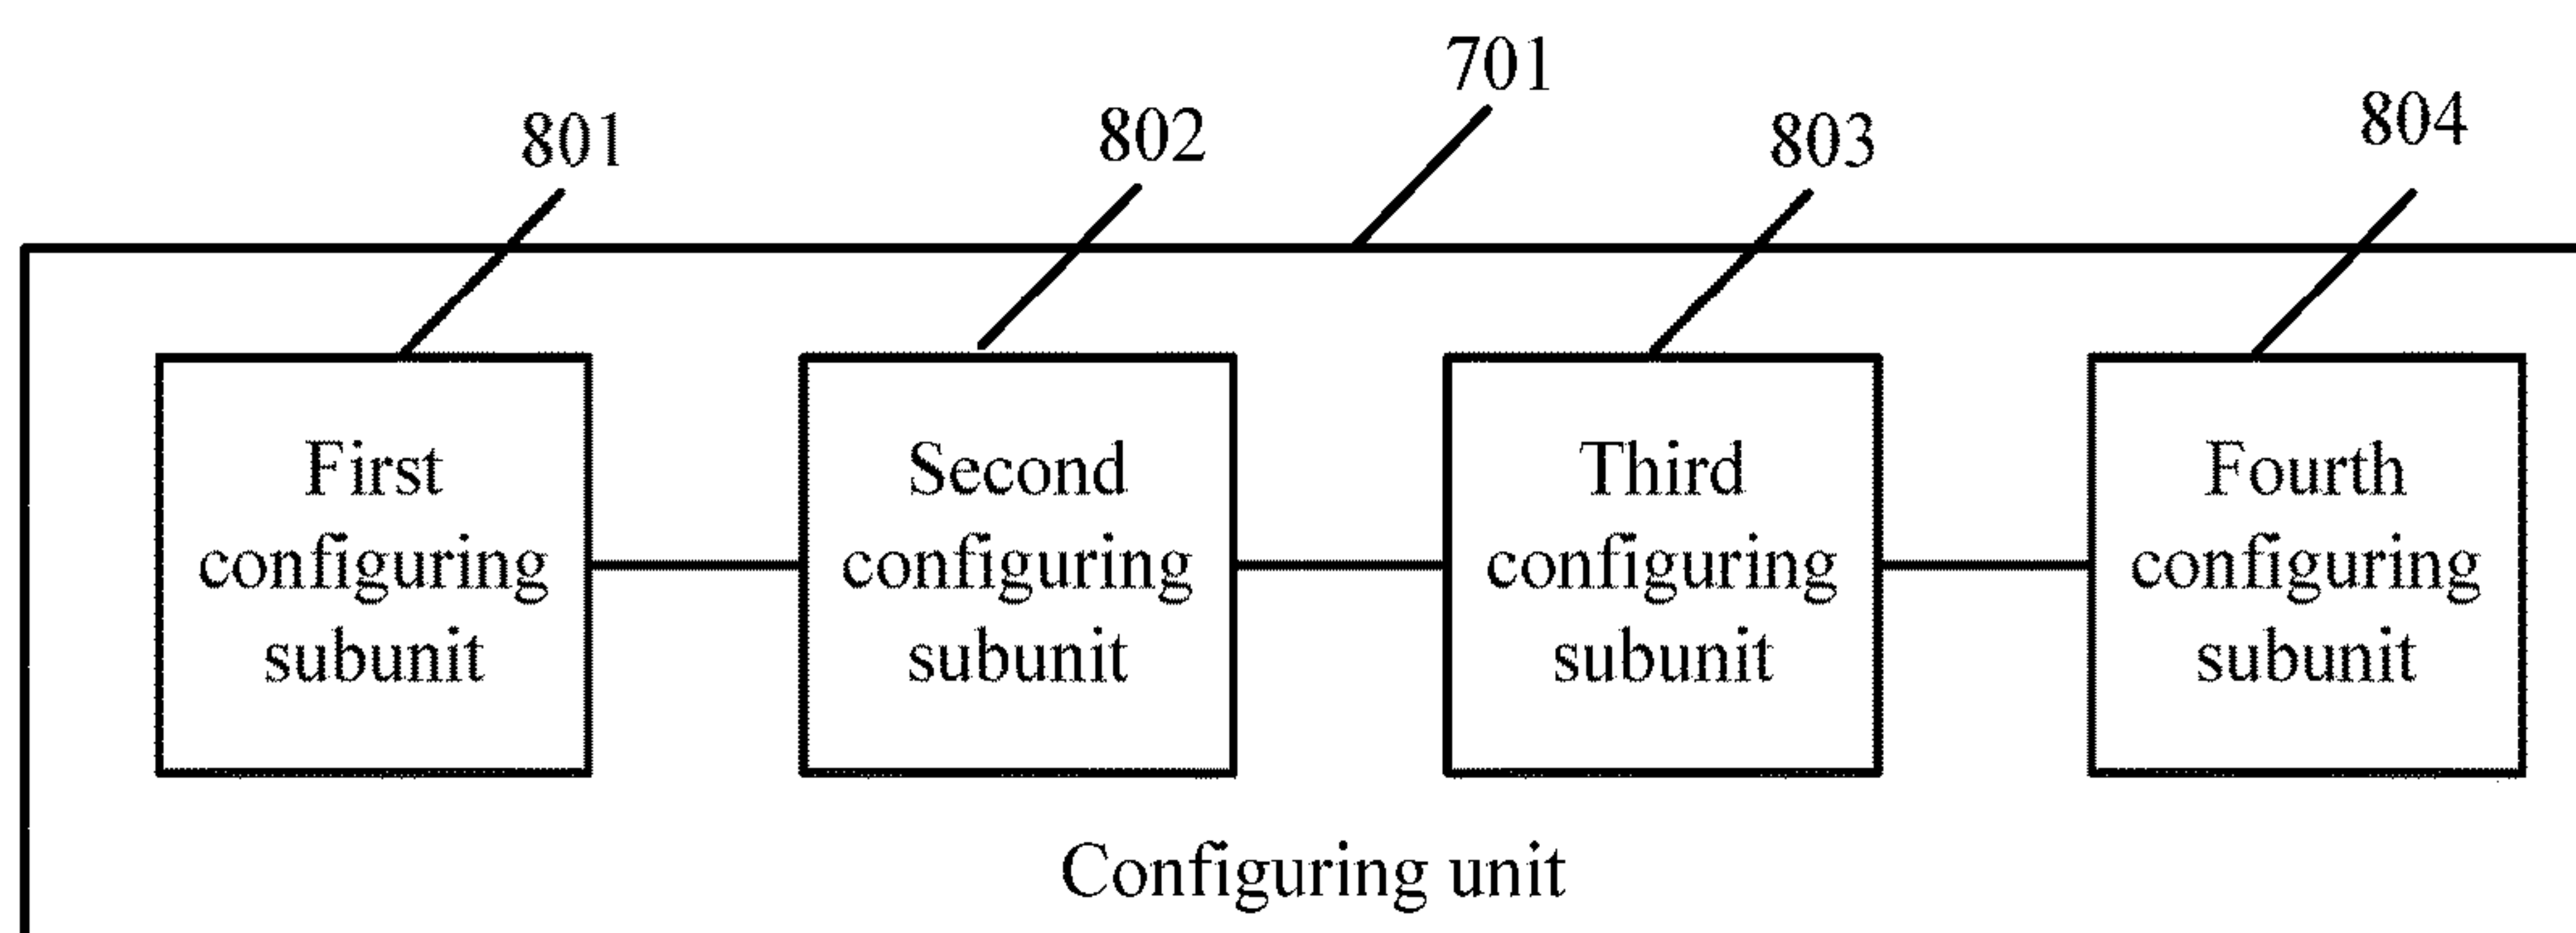 701
801
802
803
804
First
configuring
subunit
Second
configuring
subunit
Third
configuring
subunit
Fourth
configuring
subunit
Configuring unit